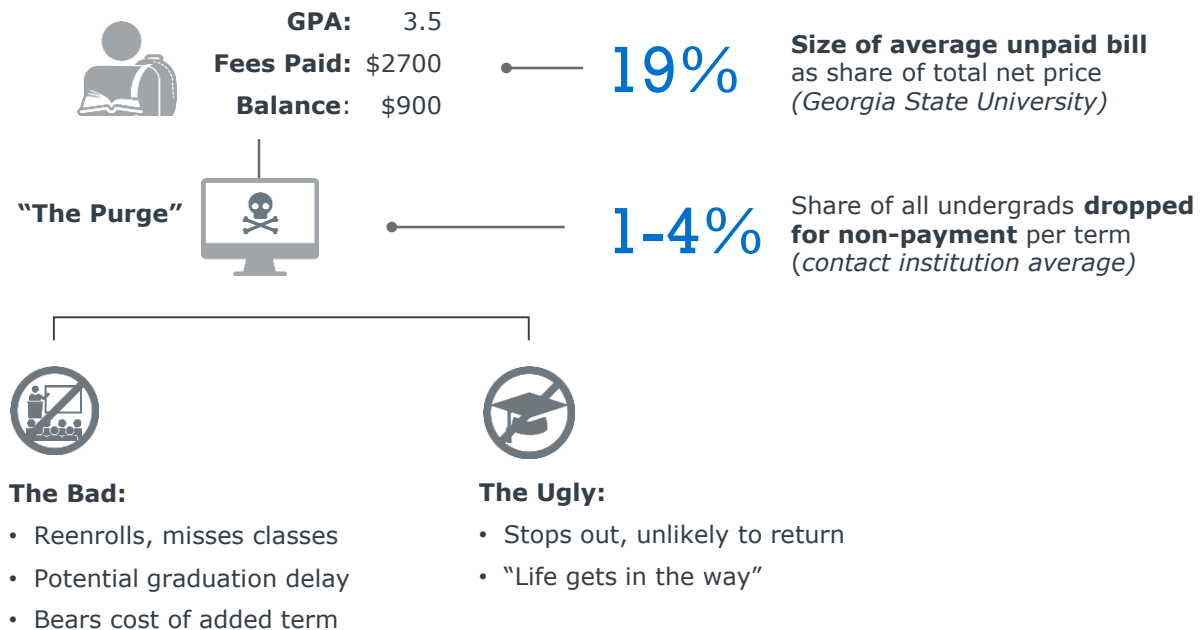 GPA: 3.5
Fees Paid: $2700
Balance: $900
19%
Size of average unpaid bill
as share of total net price
(Georgia State University)
“The Purge”
1-4%
Share of all undergrads dropped
for non-payment per term
(contact institution average)
The Bad:
• Reenrolls, misses classes
• Potential graduation delay
• Bears cost of added term
The Ugly:
• Stops out, unlikely to return
• “Life gets in the way”